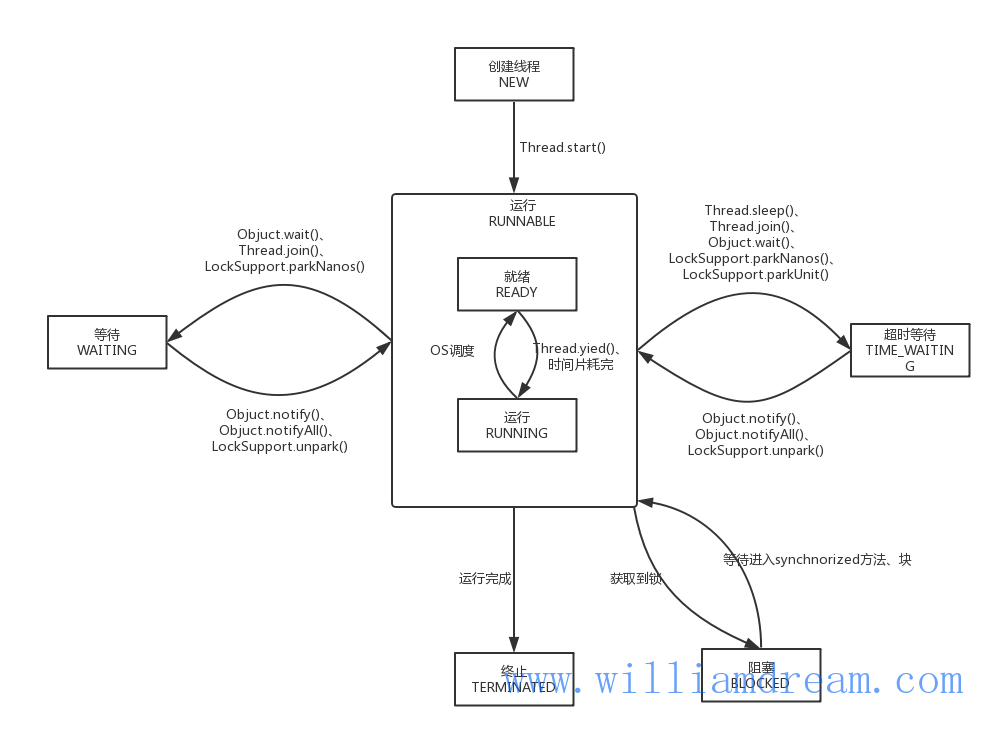 创建线程
NEW
Thread.start()
运行
RUNNABLE
Objuct.wait()、
Thread.join()、
LockSupport.parkNanos()
Thread.sleep()、
Thread.join()、
Objuct.wait()、
LockSupport.parkNanos()、
LockSupport.parkUnit()
就绪
READY
等待
WAITING
OS调度
Thread.yied()、
时间片耗完
超时等待
TIME_WAITIN
G
运行
RUNNING
Objuct.notify()、
Objuct.notifyAll()、
LockSupport.unpark()
Objuct.notify()、
Objuct.notifyAll()、
LockSupport.unpark()
运行完成
获取到锁
等待进入synchnorized方法、块
终止
TERMINATED
阻塞
BLOCKED
www.williamdream.com